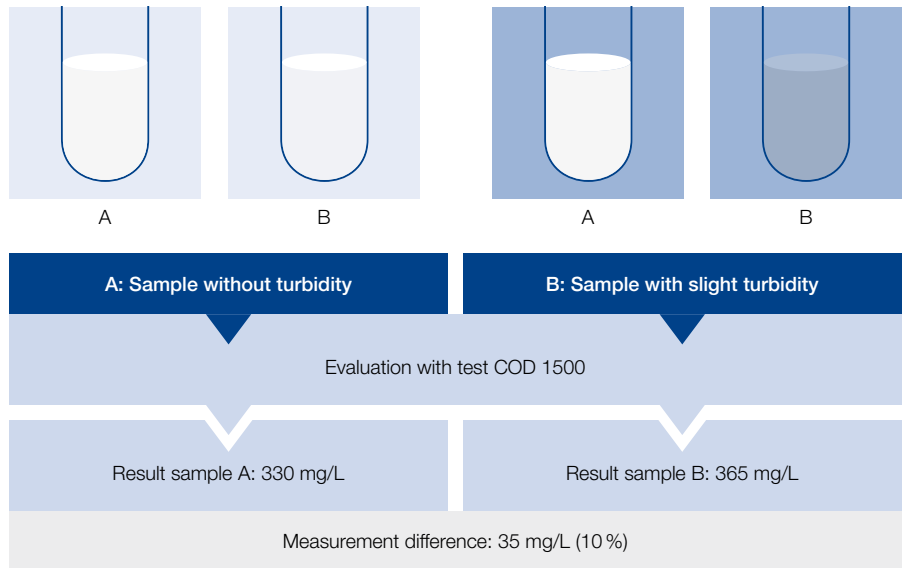 A
B
A
B
A: Sample without turbidity
B: Sample with slight turbidity
Evaluation with test COD 1500
Result sample A: 330 mg/L
Result sample B: 365 mg/L
Measurement difference: 35 mg/L (10 %)